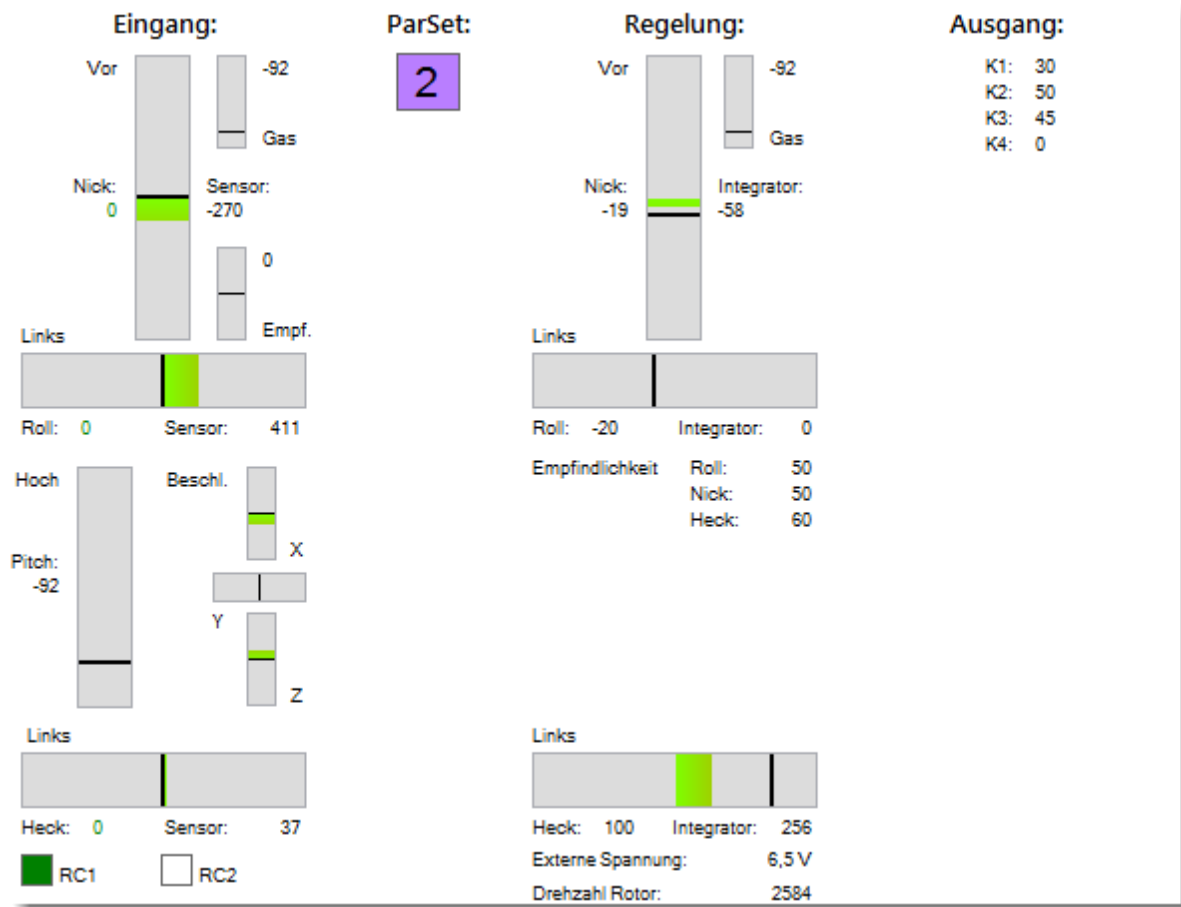 Eingang: ParSet: Regelung: Ausgang:
Vor -92 2 Vor -92 K1: 30
K2: 50
K3: 45
Gas Gas K4: 0
Nick: Sensor: Nick: Integrator:
0 -270 -19 -58
0
Empf.
Links Links
Roll: 0 Sensor: 411 Roll: -20 Integrator: 0
Hoch Beschl. Empfindlichkeit Roll: 50
Nick: 50
Heck: 60
X
Pitch:
-92
Y
Z
Links Links
Heck: 0 Sensor: 37 Heck: 100 Integrator: 256
RC1 RC2 Externe Spannung: 6,5 V
Drehzahl Rotor: 2584